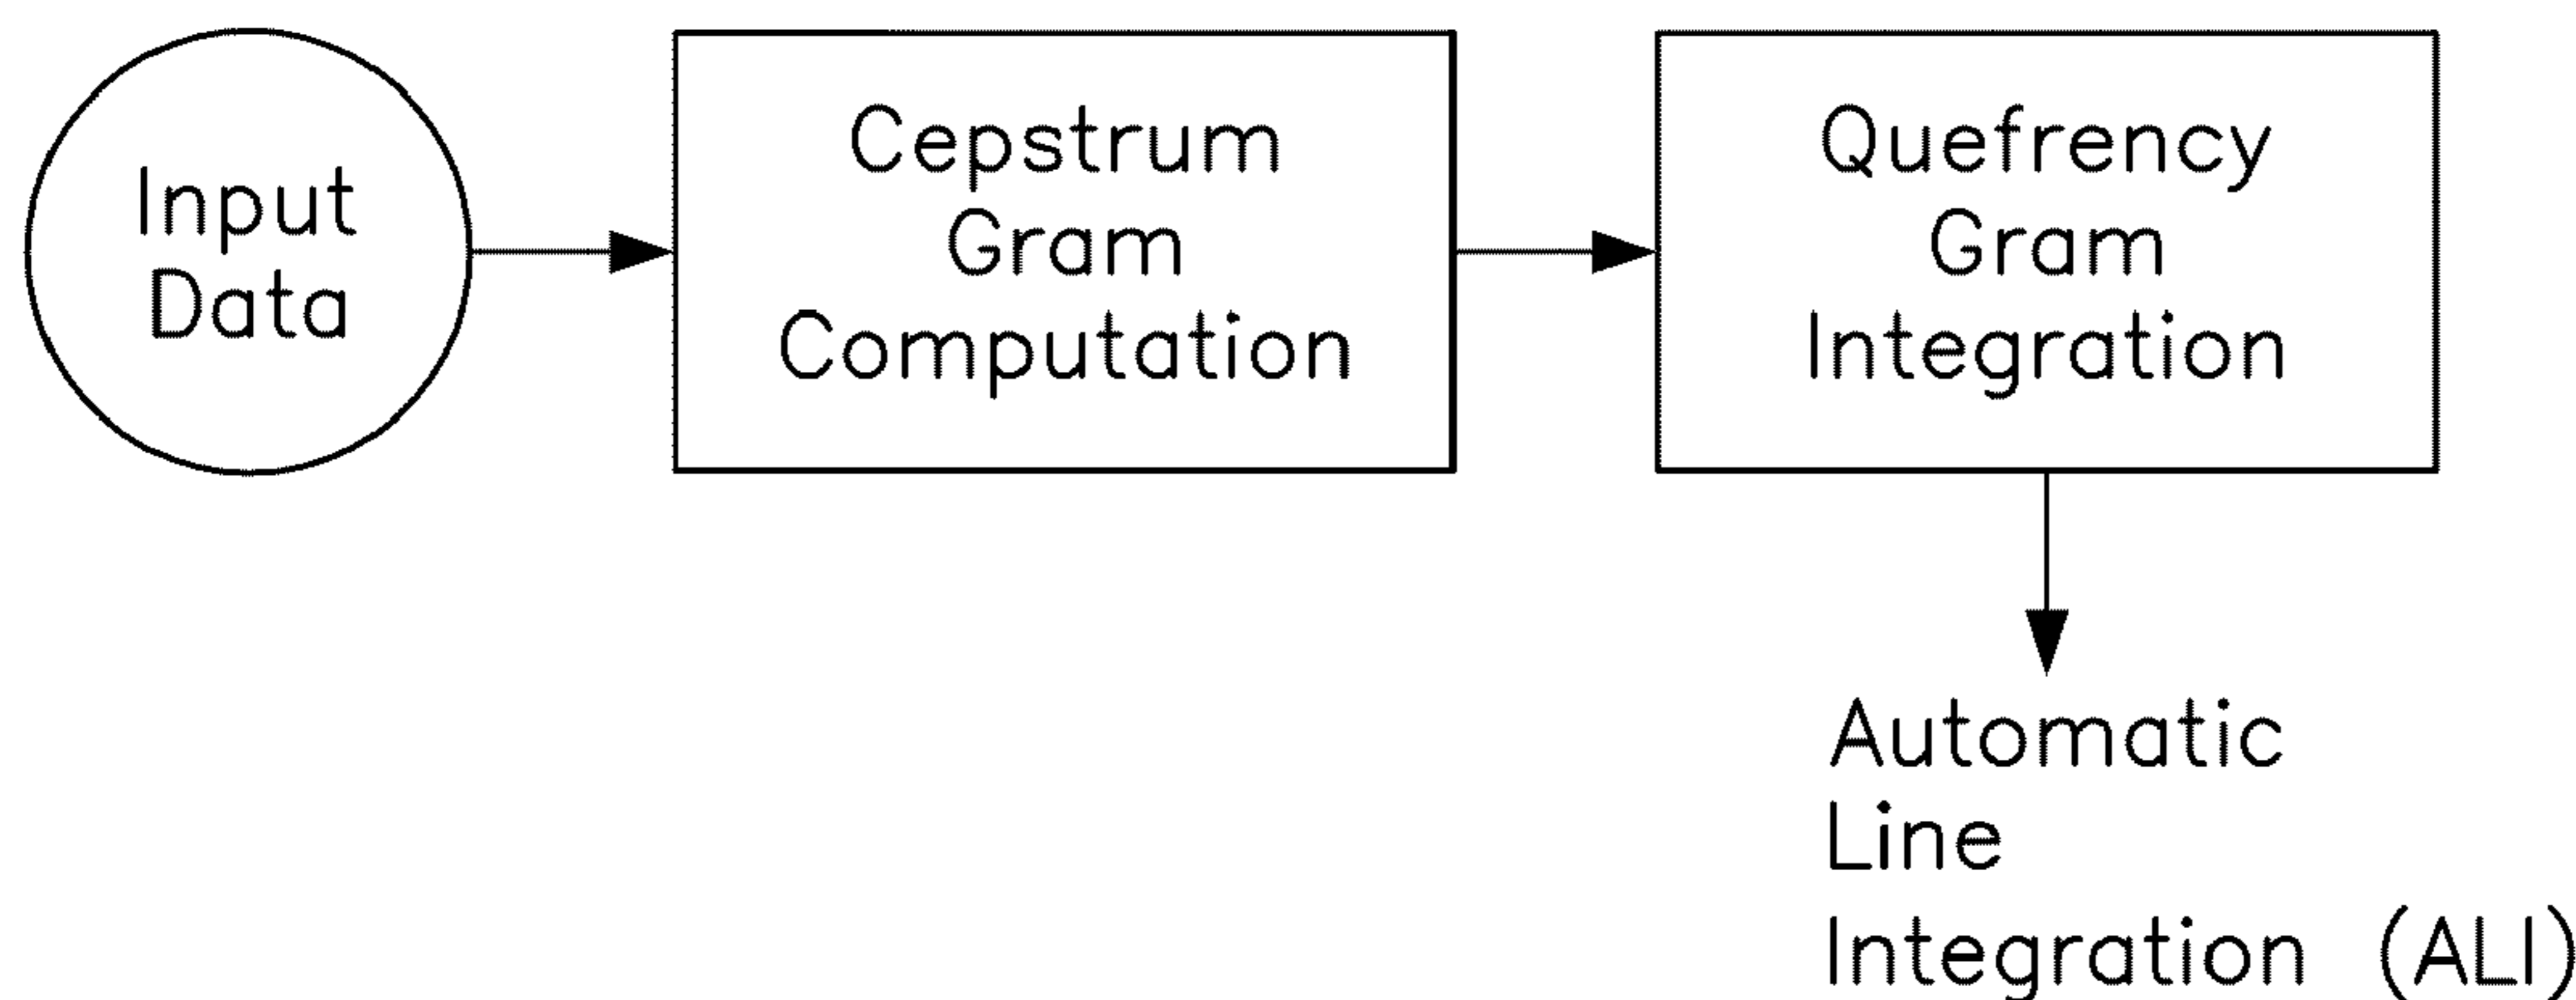 Input
Data
Cepstrum
Gram
Computation
Quefrency
Gram
Integration
Automatic
Line
Integration (ALI)